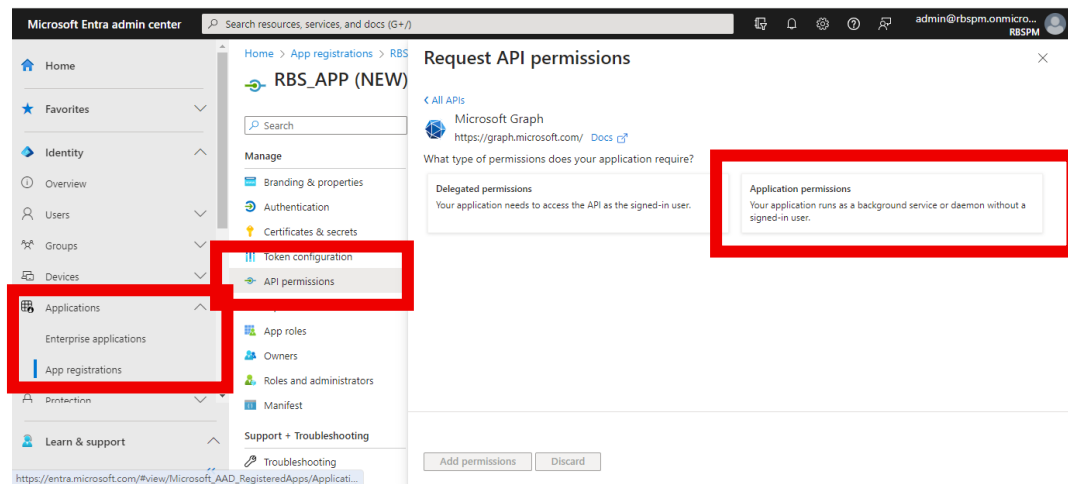 Microsoft Entra admin center
Search resources, services, and docs (G+/)
admin@rbspm.onmicro...
RBSPM
Home
Favorites
Identity
Overview
Users
Groups
Devices
Applications
Enterprise applications
App registrations
Protection
Learn & support
https://entra.microsoft.com/#view/Microsoft_AAD_RegisteredApps/Applicati...
Home > App registrations > RBS
RBS_APP (NEW)
Search
Manage
Branding & properties
Authentication
Certificates & secrets
Token configuration
API permissions
App roles
Owners
Roles and administrators
Manifest
Support + Troubleshooting
Troubleshooting
Request API permissions
All APIs
Microsoft Graph
https://graph.microsoft.com/ Docs
What type of permissions does your application require?
Delegated permissions
Your application needs to access the API as the signed-in user.
Application permissions
Your application runs as a background service or daemon without a
signed-in user.
Add permissions
Discard